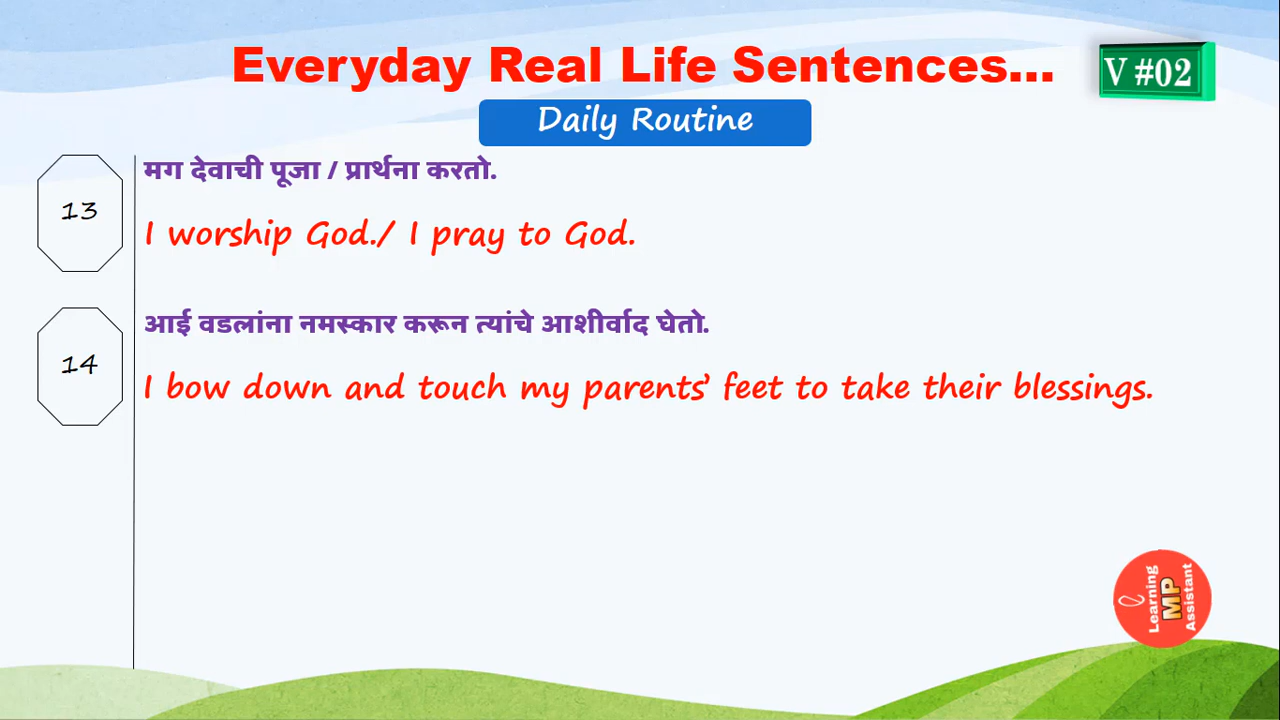 Everyday Real Life Sentences...
V #02
Daily Routine
13
मग देवाची पूजा / प्रार्थना करतो.
I worship God./ I pray to God.
14
आई वडलांना नमस्कार करून त्यांचे आशीर्वाद घेतो.
I bow down and touch my parents’ feet to take their blessings.
Learning
MP
Assistant